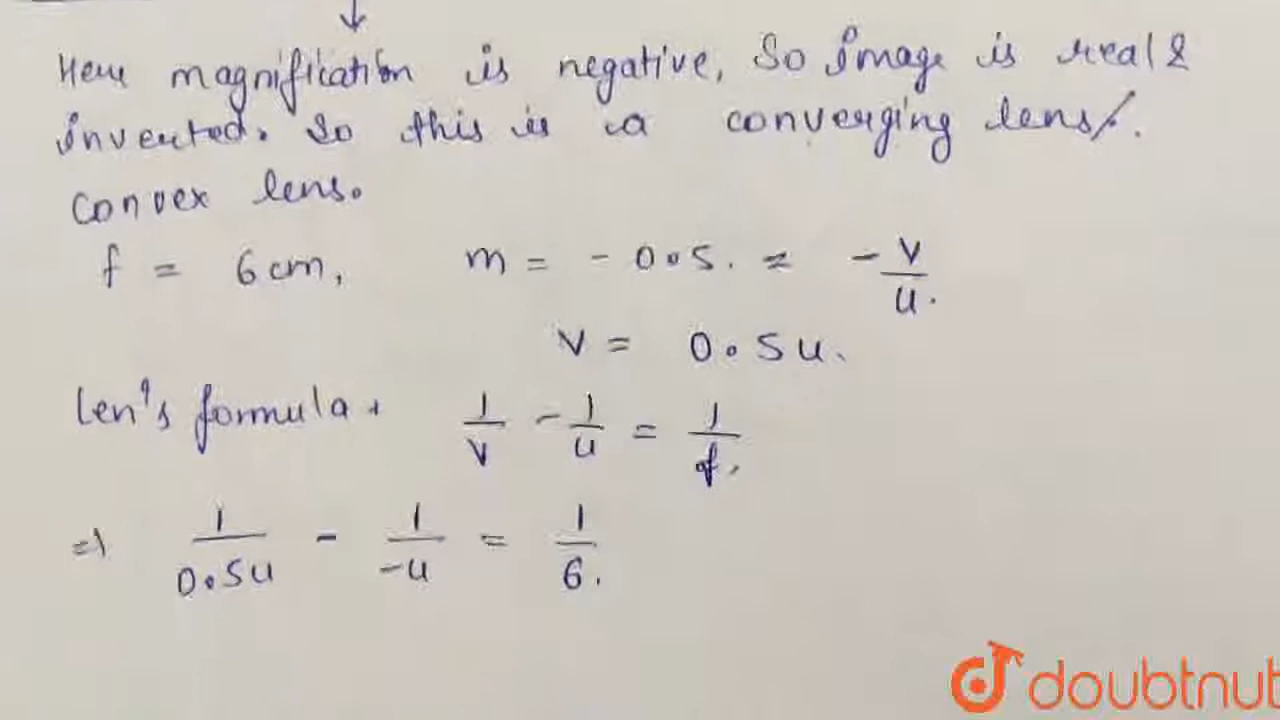 Here magnification is negative, So image is real &
inverted. So this is a converging lens/.
Convex lens.
f = 6 cm, m = - 0.5. = - v/u.
v = 0.5u.
Len's formula. 1/v - 1/u = 1/f.
⇒ 1/0.5u - 1/-u = 1/6.
doubtnut